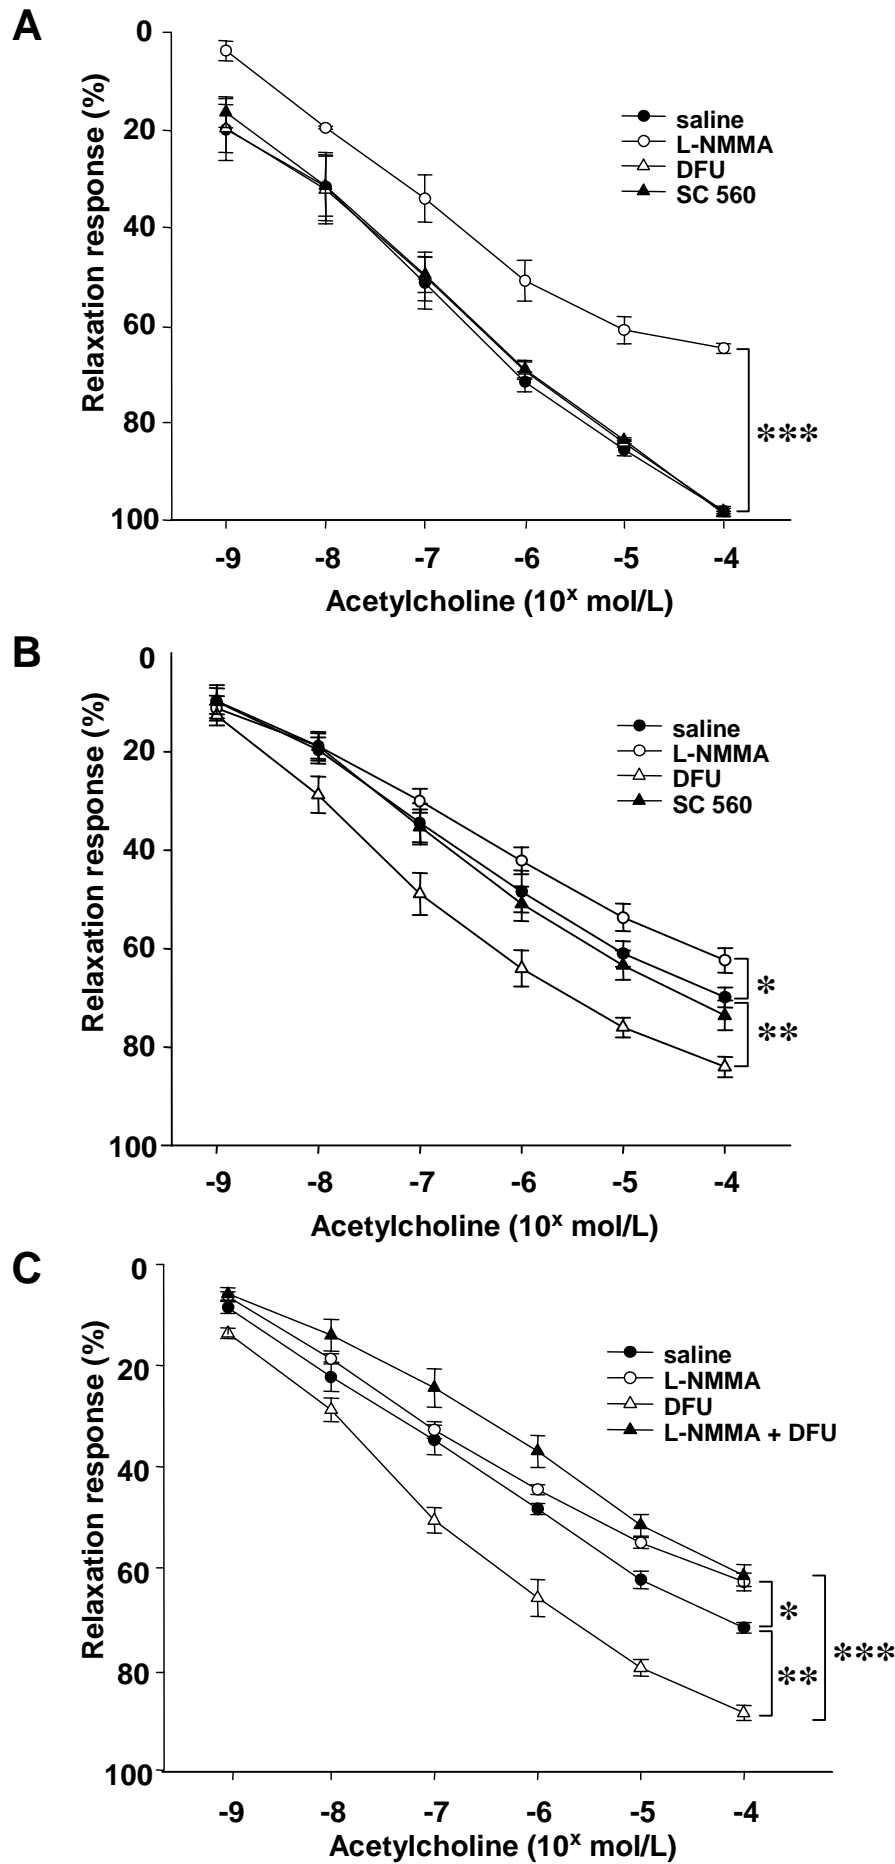 A
Relaxation response (%)
0
20
40
60
80
100
saline
L-NMMA
DFU
SC 560
***
-9 -8 -7 -6 -5 -4
Acetylcholine (10ˣ mol/L)
B
Relaxation response (%)
0
20
40
60
80
100
saline
L-NMMA
DFU
SC 560
*
**
-9 -8 -7 -6 -5 -4
Acetylcholine (10ˣ mol/L)
C
Relaxation response (%)
0
20
40
60
80
100
saline
L-NMMA
DFU
L-NMMA + DFU
*
**
***
-9 -8 -7 -6 -5 -4
Acetylcholine (10ˣ mol/L)